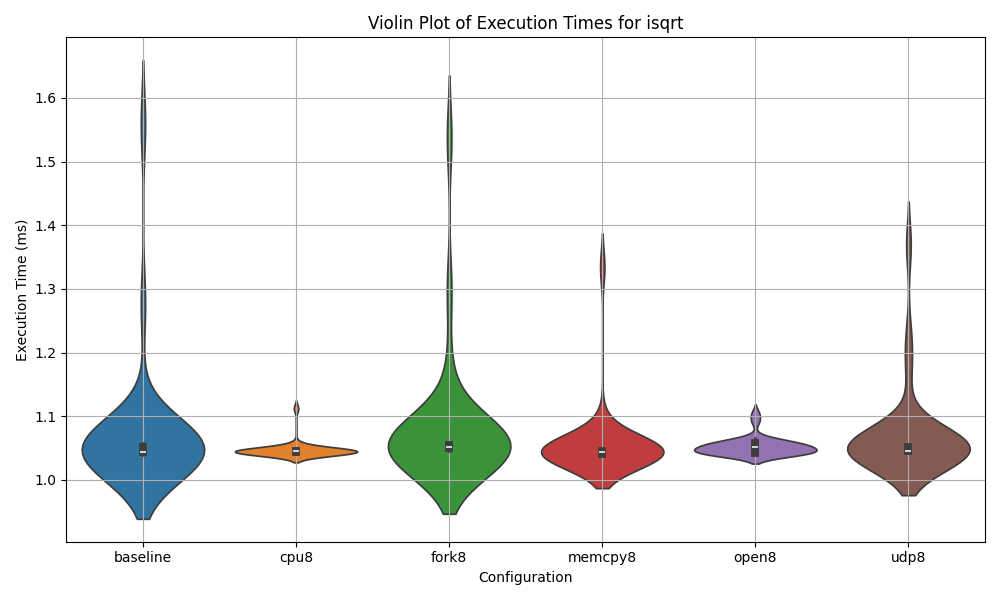 Violin Plot of Execution Times for isqrt
Execution Time (ms)
1.6
1.5
1.4
1.3
1.2
1.1
1.0
baseline
cpu8
fork8
memcpy8
open8
udp8
Configuration